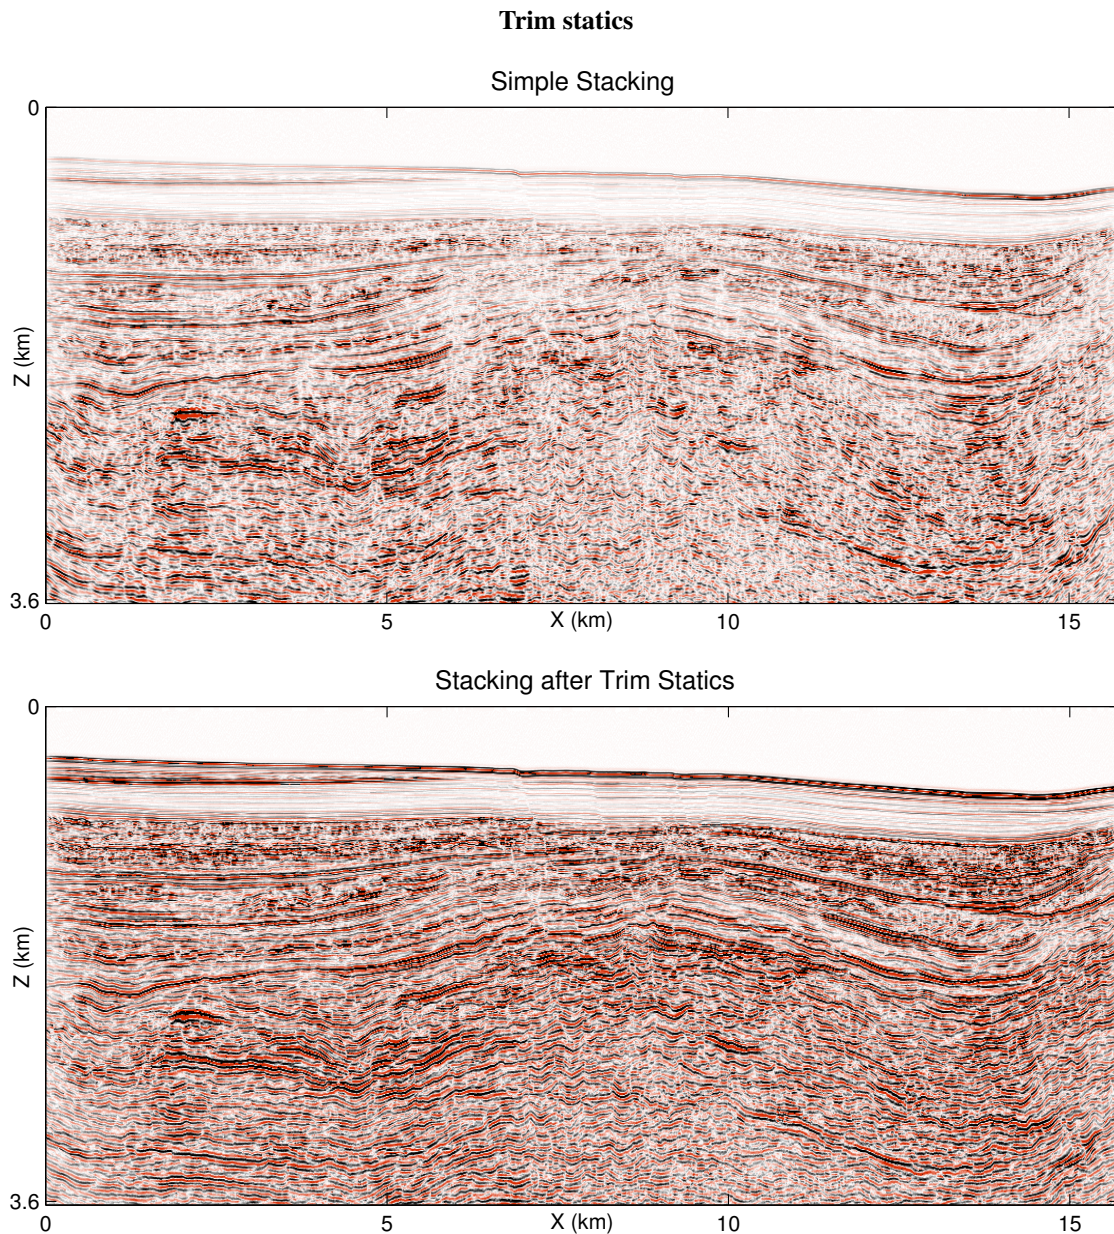 Trim statics
Simple Stacking
0
Z (km)
3.6
0 5 X (km) 10 15
Stacking after Trim Statics
0
Z (km)
3.6
0 5 X (km) 10 15